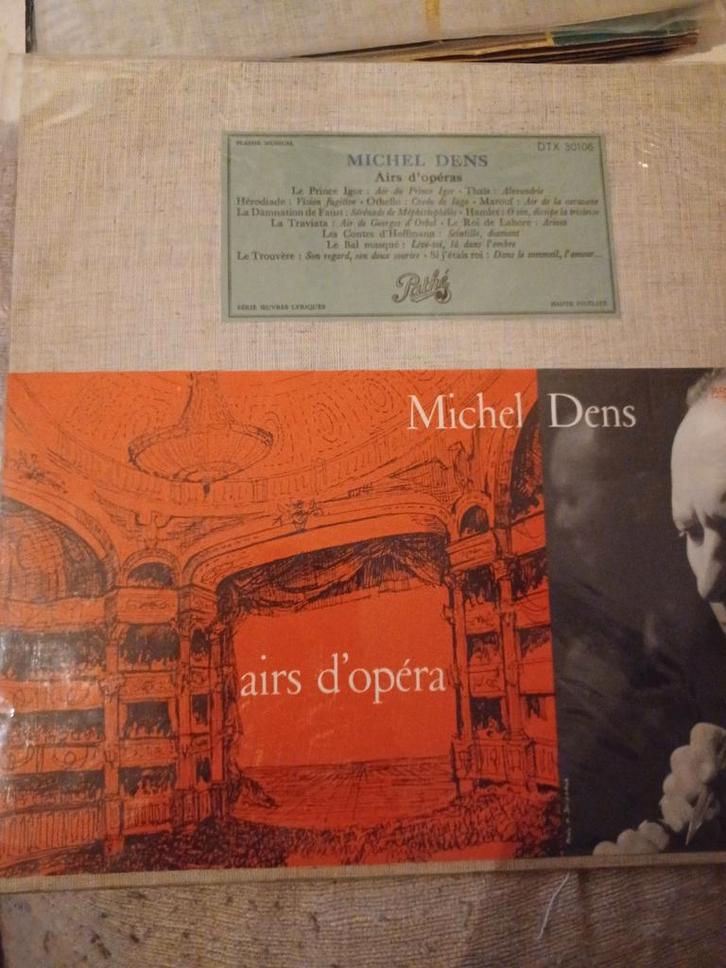 PLAISIR MUSICAL
DTX 30106
MICHEL DENS
Airs d'opéras
Le Prince Igor : Air du Prince Igor - Thaïs : Alexandrie
Hérodiade : Vision fugitive - Othello : Credo de Iago - Marouf : Air de la caravane
La Damnation de Faust : Sérénade de Méphistophélès - Hamlet : O vin, dissipe la tristesse
La Traviata : Air de Georges d'Orbel - Le Roi de Lahore : Arioso
Les Contes d'Hoffmann : Scintille, diamant
Le Bal masqué : Lève-toi, là dans l'ombre
Le Trouvère : Son regard, son doux sourire - Si j'étais roi : Dans le sommeil, l'amour...
Pathé
SÉRIE ŒUVRES LYRIQUES
HAUTE FIDÉLITÉ
Michel Dens
airs d'opéra